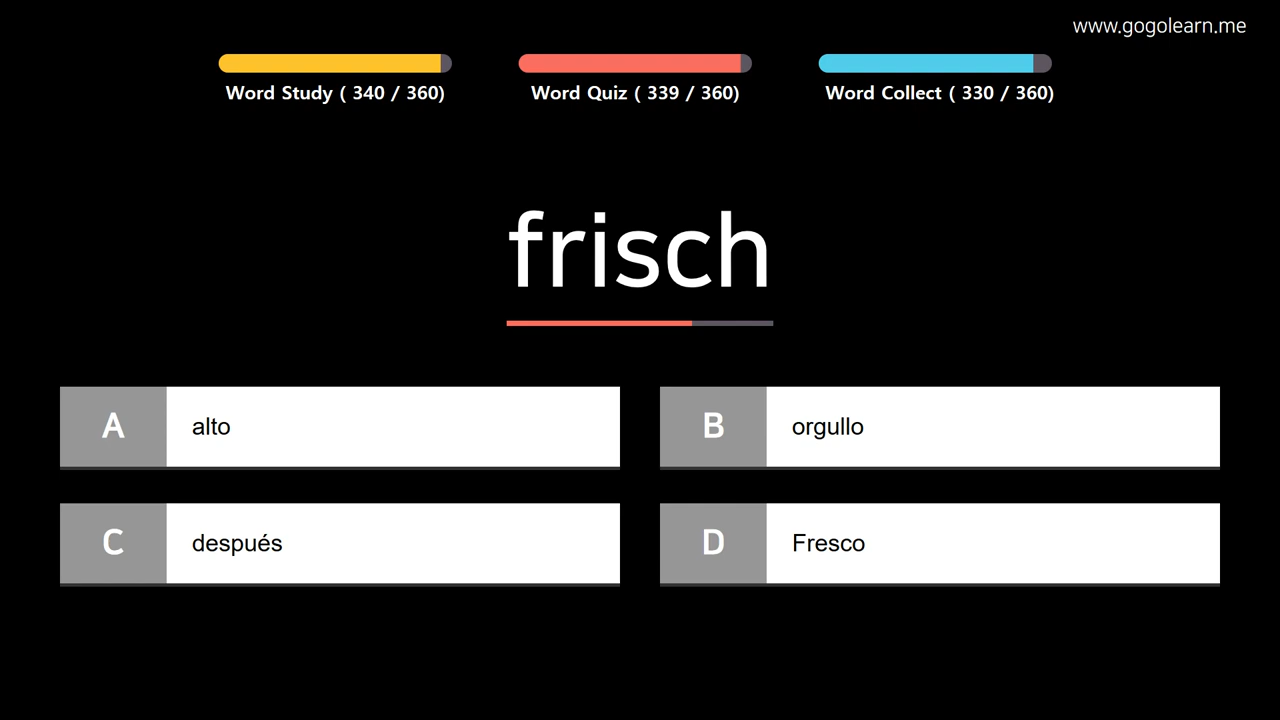 www.gogolearn.me
Word Study ( 340 / 360)
Word Quiz ( 339 / 360)
Word Collect ( 330 / 360)
frisch
A alto
B orgullo
C después
D Fresco